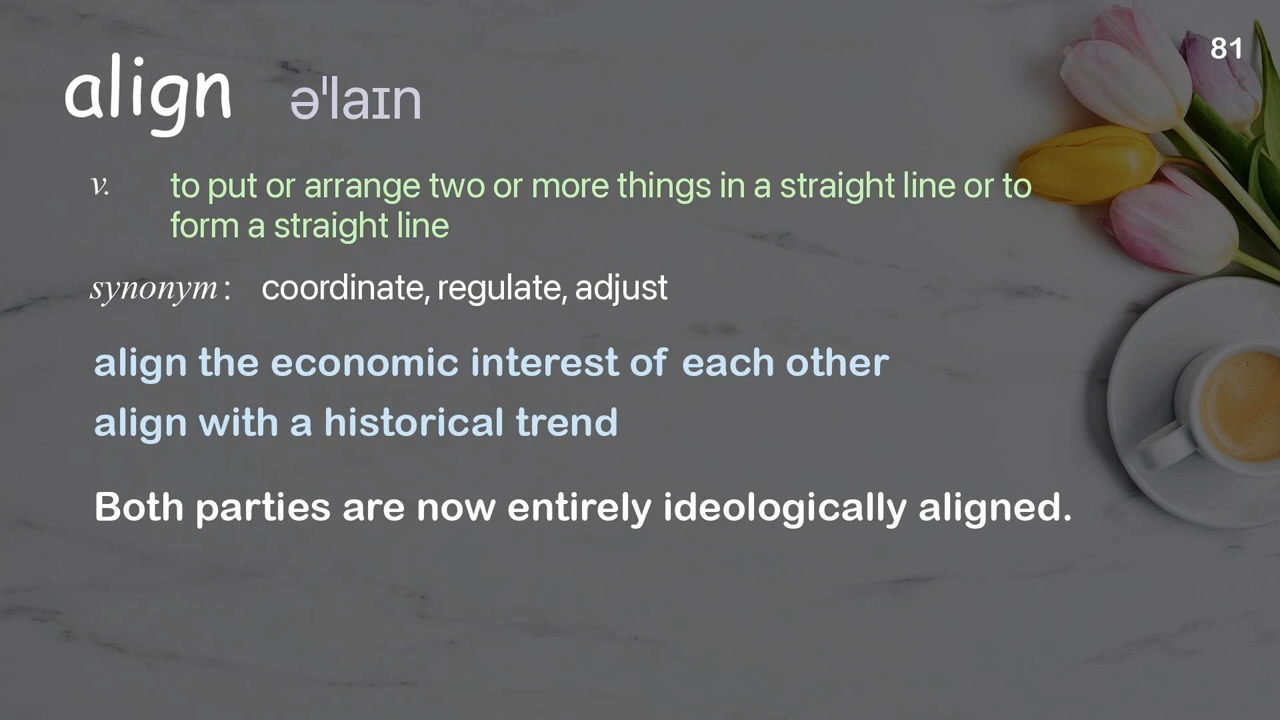 81
align əˈlaɪn
v. to put or arrange two or more things in a straight line or to
form a straight line
synonym : coordinate, regulate, adjust
align the economic interest of each other
align with a historical trend
Both parties are now entirely ideologically aligned.